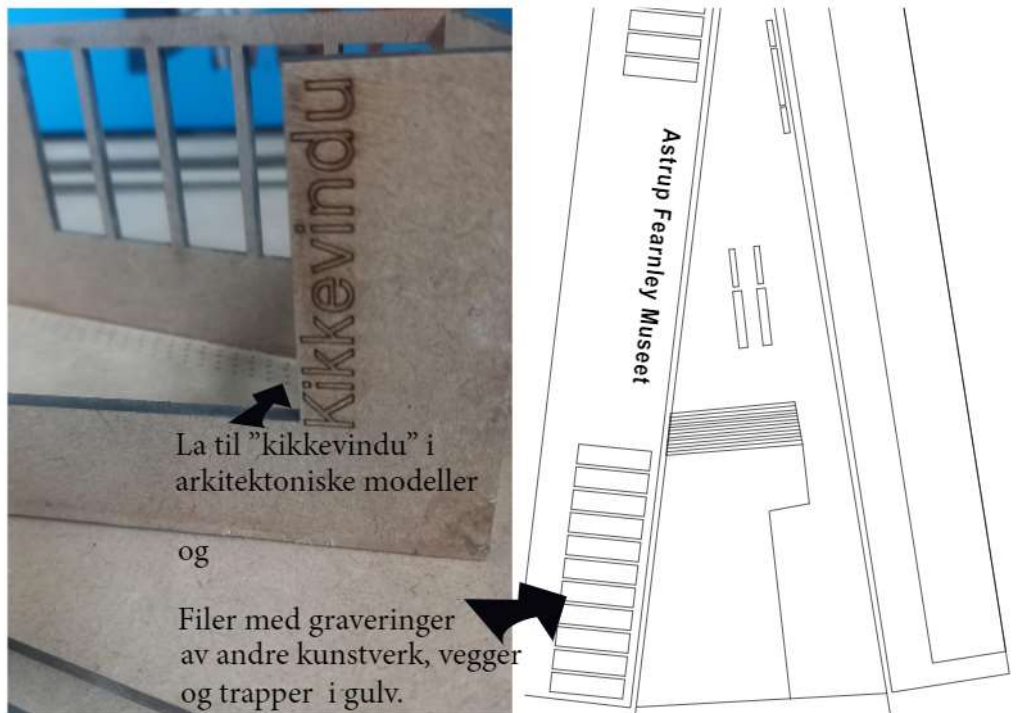 Kikkevindu
La til ”kikkevindu” i
arkitektoniske modeller
og
Filer med graveringer
av andre kunstverk, vegger
og trapper i gulv.
Astrup Fearnley Museet